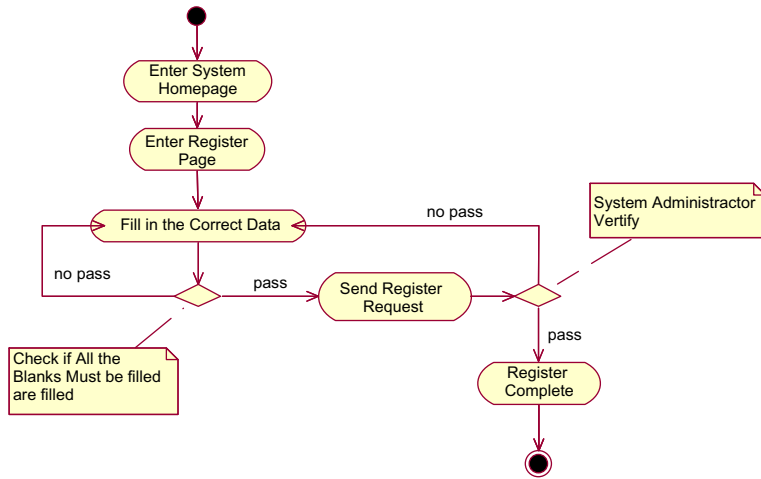 Enter System
Homepage
Enter Register
Page
Fill in the Correct Data
no pass
System Administractor
Vertify
no pass
pass
Send Register
Request
pass
Check if All the
Blanks Must be filled
are filled
Register
Complete